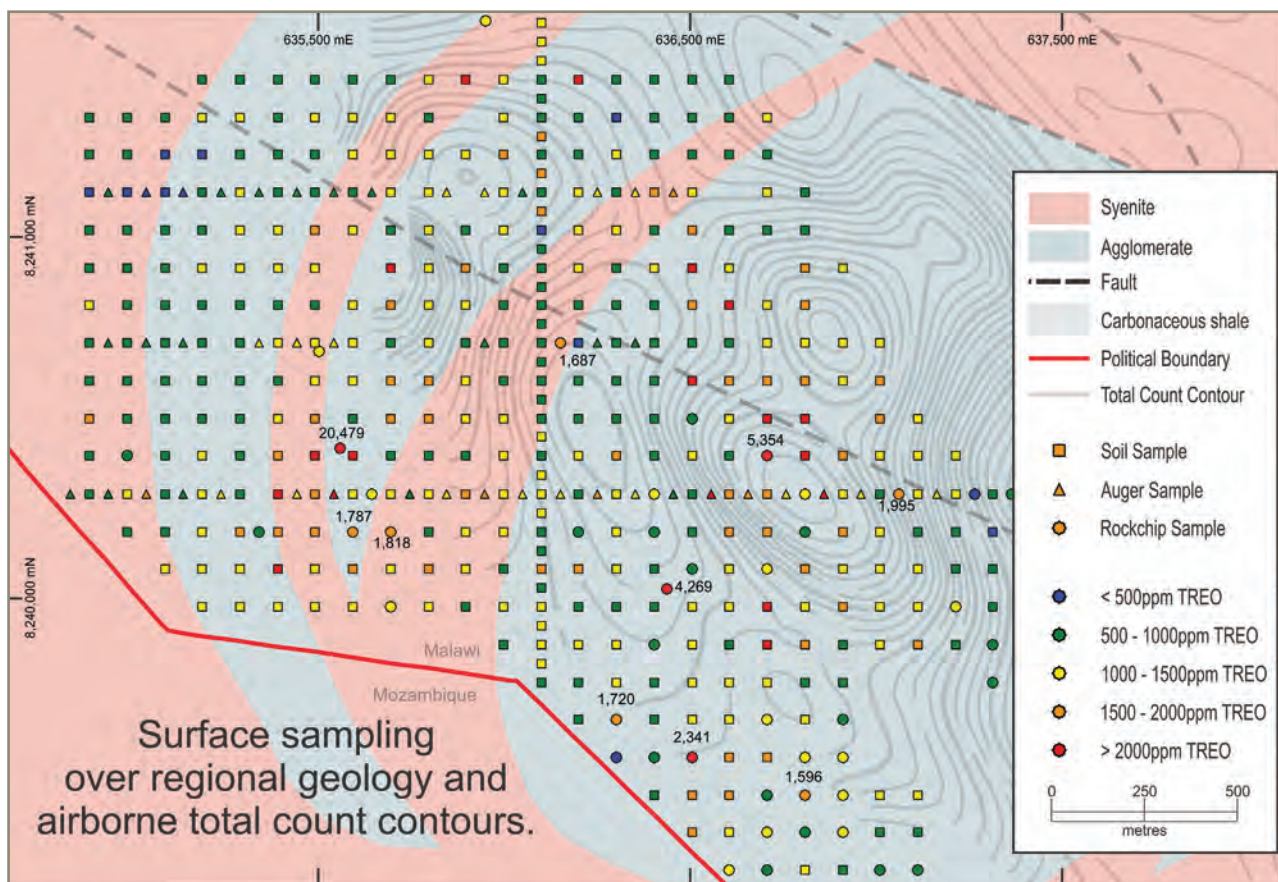 635,500 mE
636,500 mE
637,500 mE
8,241,000 mN
8,240,000 mN
1,687
20,479
5,354
1,995
1,787
1,818
4,269
1,720
2,341
1,596
Malawi
Mozambique
Surface sampling
over regional geology and
airborne total count contours.
Syenite
Agglomerate
Fault
Carbonaceous shale
Political Boundary
Total Count Contour
Soil Sample
Auger Sample
Rockchip Sample
< 500ppm TREO
500 - 1000ppm TREO
1000 - 1500ppm TREO
1500 - 2000ppm TREO
> 2000ppm TREO
0 250 500
metres